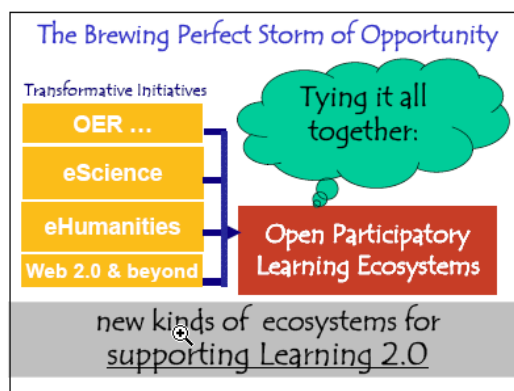 The Brewing Perfect Storm of Opportunity
Transformative Initiatives
OER ...
eScience
eHumanities
Web 2.0 & beyond
Tying it all
together:
Open Participatory
Learning Ecosystems
new kinds of ecosystems for
supporting Learning 2.0